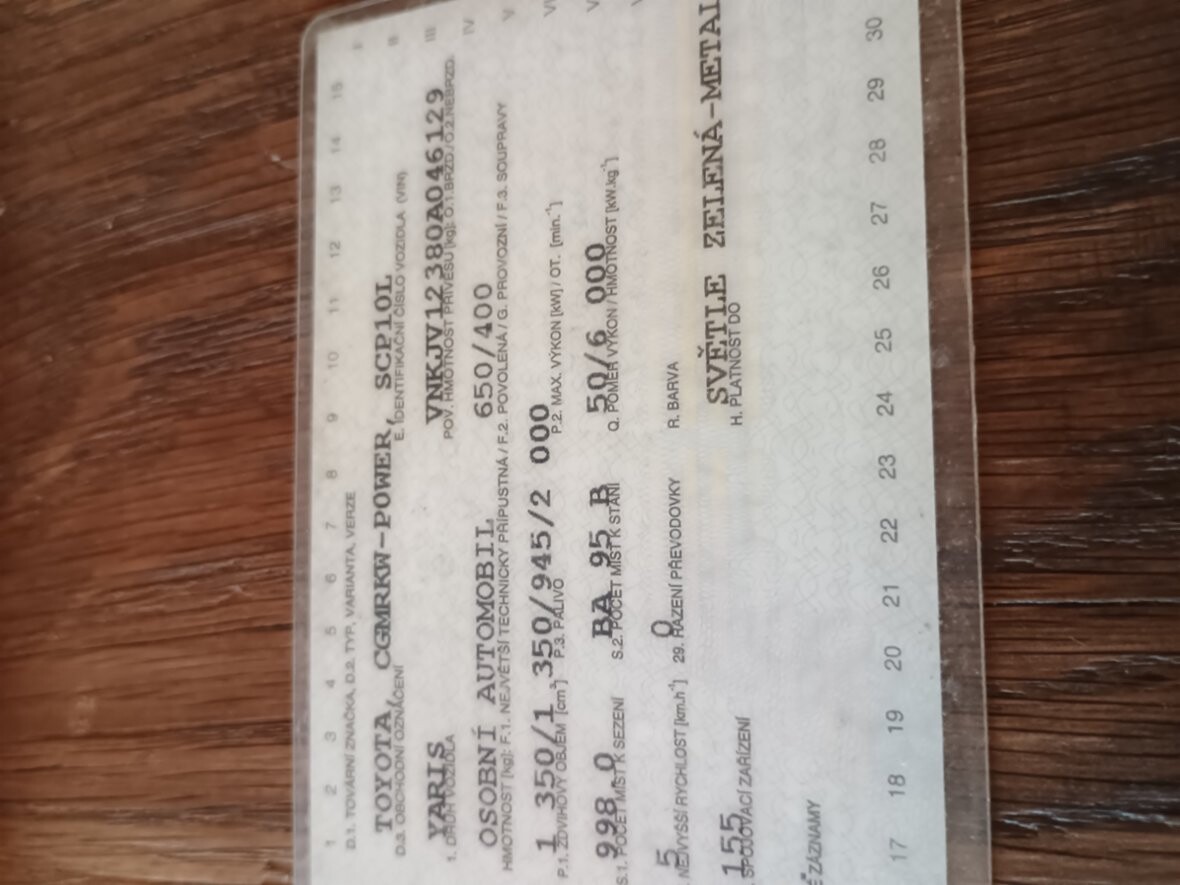 1 2 3 4 5 6 7 8 9 10 11 12 13 14 15
D.1. TOVÁRNÍ ZNAČKA, D.2. TYP, VARIANTA, VERZE I
TOYOTA, CGMRKW-POWER, SCP10L
D.3. OBCHODNÍ OZNAČENÍ E. IDENTIFIKAČNÍ ČÍSLO VOZIDLA (VIN) II
YARIS VNKJV12380A046129
1. DRUH VOZIDLA POV. HMOTNOST PŘÍVĚSU [kg]: O.1.BRZD./O.2.NEBRZD. III
OSOBNÍ AUTOMOBIL 650/400 IV
HMOTNOST [kg]: F.1. NEJVĚTŠÍ TECHNICKY PŘÍPUSTNÁ / F.2. POVOLENÁ / G. PROVOZNÍ / F.3. SOUPRAVY V
1 350/1 350/945/2 000
P.1. ZDVIHOVÝ OBJEM [cm³] P.3. PALIVO P.2. MAX. VÝKON [kW] / OT. [min.⁻¹]
998.0 BA 95 B 50/6 000
S.1. POČET MÍST K SEZENÍ S.2. POČET MÍST K STÁNÍ Q. POMĚR VÝKON / HMOTNOST [kW.kg⁻¹]
5 0
NEJVYŠŠÍ RYCHLOST [km.h⁻¹] 29. ŘAZENÍ PŘEVODOVKY R. BARVA
155 SVĚTLE ZELENÁ-METAL
SPOJOVACÍ ZAŘÍZENÍ H. PLATNOST DO
É ZÁZNAMY
17 18 19 20 21 22 23 24 25 26 27 28 29 30